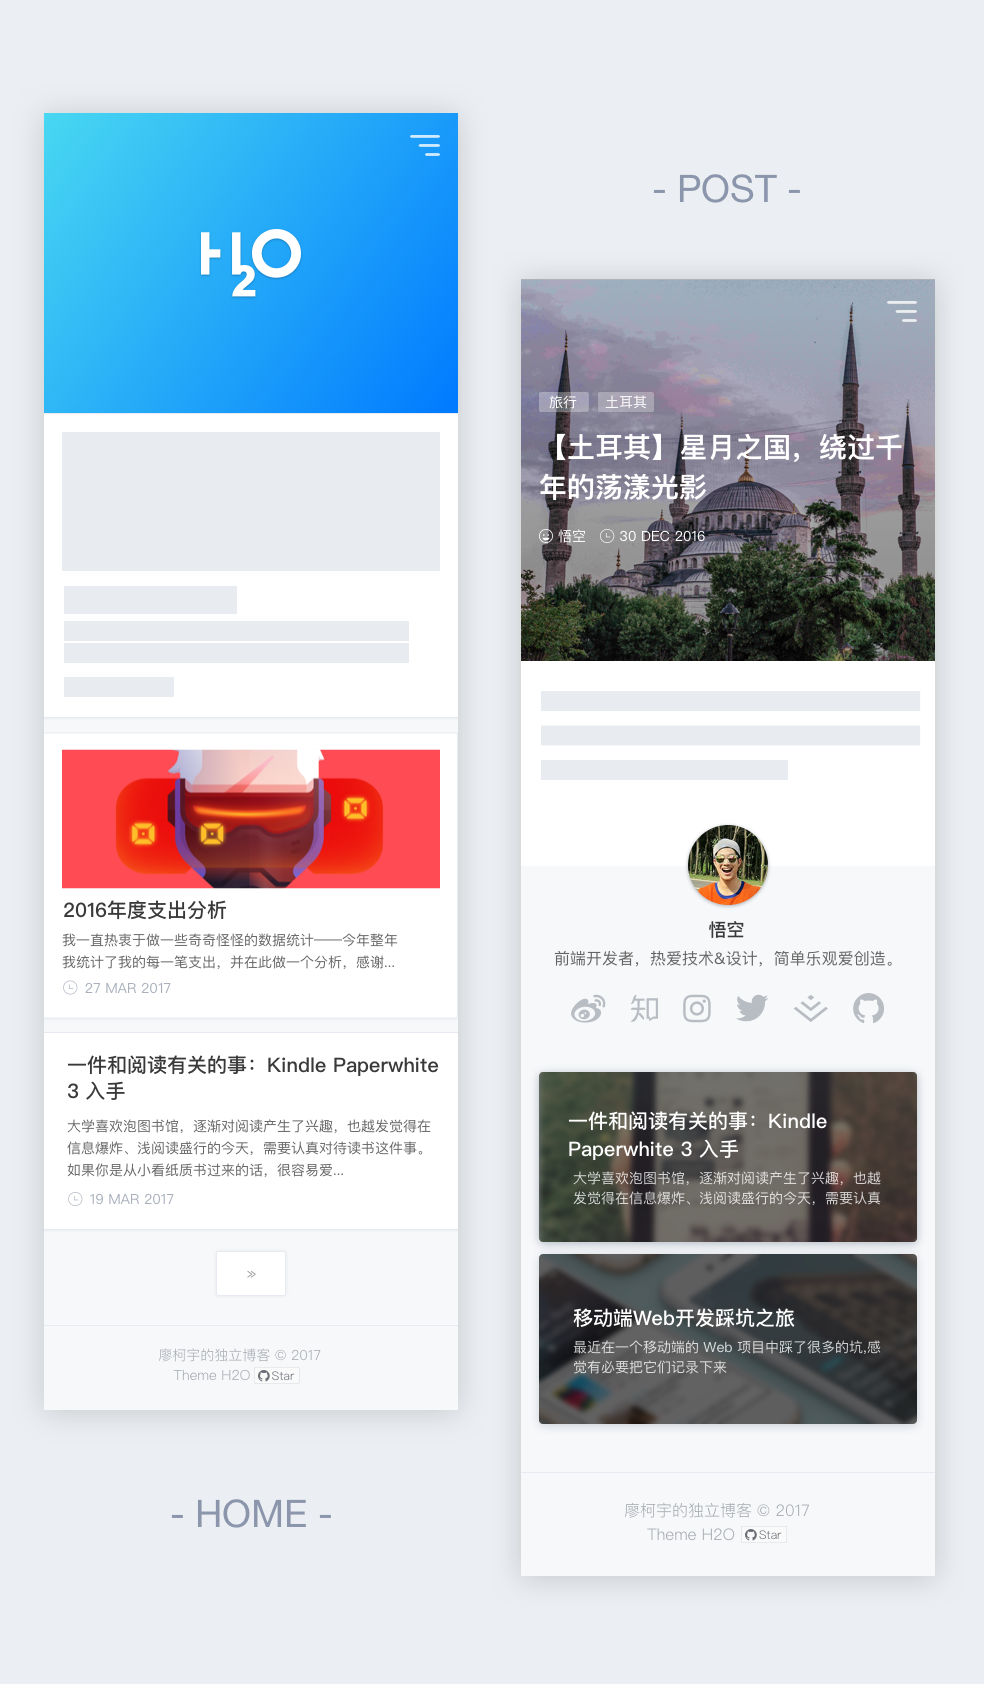 H2O
2016年度支出分析
我一直热衷于做一些奇奇怪怪的数据统计——今年整年
我统计了我的每一笔支出，并在此做一个分析，感谢...
27 MAR 2017
一件和阅读有关的事：Kindle Paperwhite
3 入手
大学喜欢泡图书馆，逐渐对阅读产生了兴趣，也越发觉得在
信息爆炸、浅阅读盛行的今天，需要认真对待读书这件事。
如果你是从小看纸质书过来的话，很容易爱...
19 MAR 2017
»
廖柯宇的独立博客 © 2017
Theme H2O Star
- HOME -
- POST -
旅行 土耳其
【土耳其】星月之国，绕过千
年的荡漾光影
悟空 30 DEC 2016
悟空
前端开发者，热爱技术&设计，简单乐观爱创造。
知
一件和阅读有关的事：Kindle
Paperwhite 3 入手
大学喜欢泡图书馆，逐渐对阅读产生了兴趣，也越
发觉得在信息爆炸、浅阅读盛行的今天，需要认真
移动端Web开发踩坑之旅
最近在一个移动端的 Web 项目中踩了很多的坑,感
觉有必要把它们记录下来
廖柯宇的独立博客 © 2017
Theme H2O Star